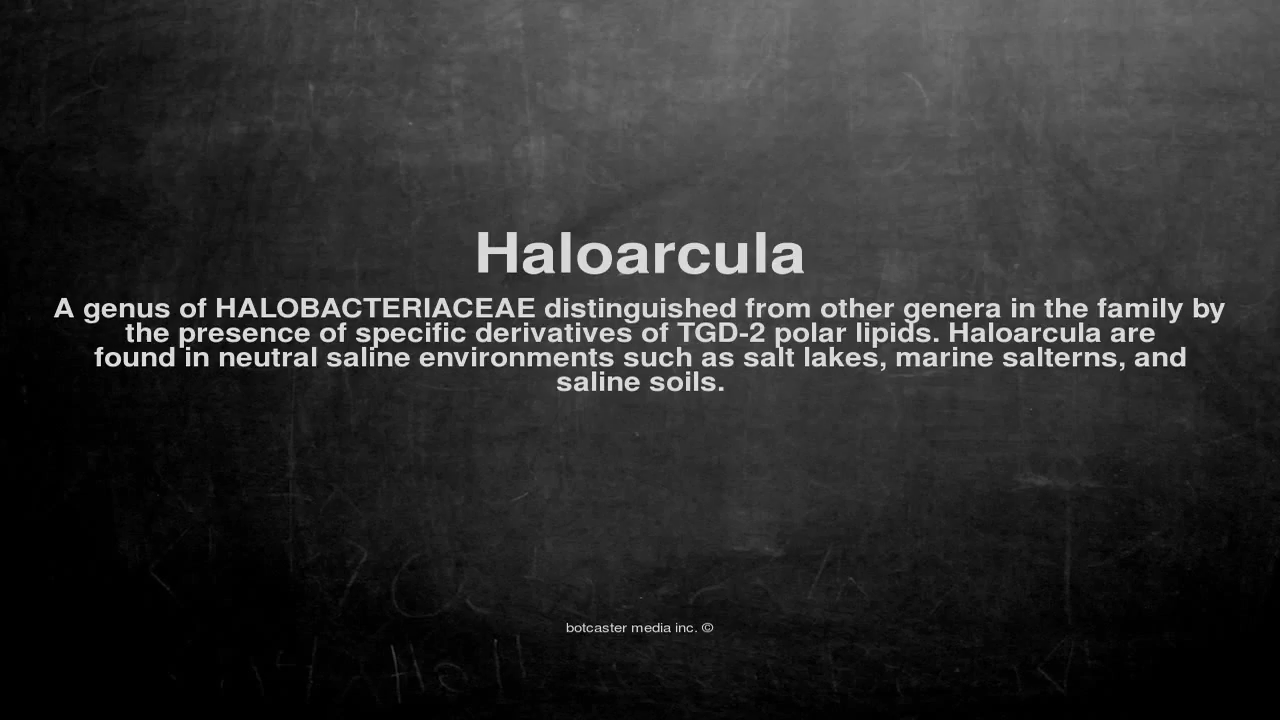 Haloarcula
A genus of HALOBACTERIACEAE distinguished from other genera in the family by
the presence of specific derivatives of TGD-2 polar lipids. Haloarcula are
found in neutral saline environments such as salt lakes, marine salterns, and
saline soils.
botcaster media inc. ©